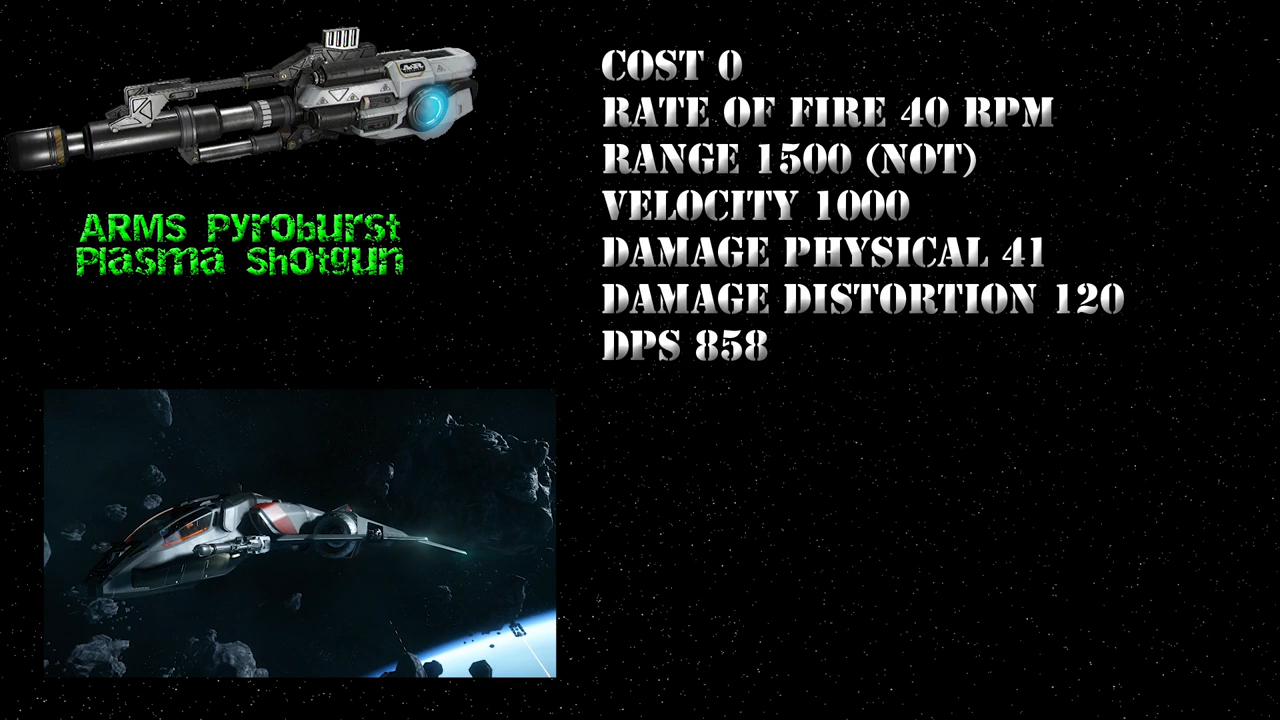 ARMS Pyroburst
Plasma Shotgun
COST 0
RATE OF FIRE 40 RPM
RANGE 1500 (NOT)
VELOCITY 1000
DAMAGE PHYSICAL 41
DAMAGE DISTORTION 120
DPS 858